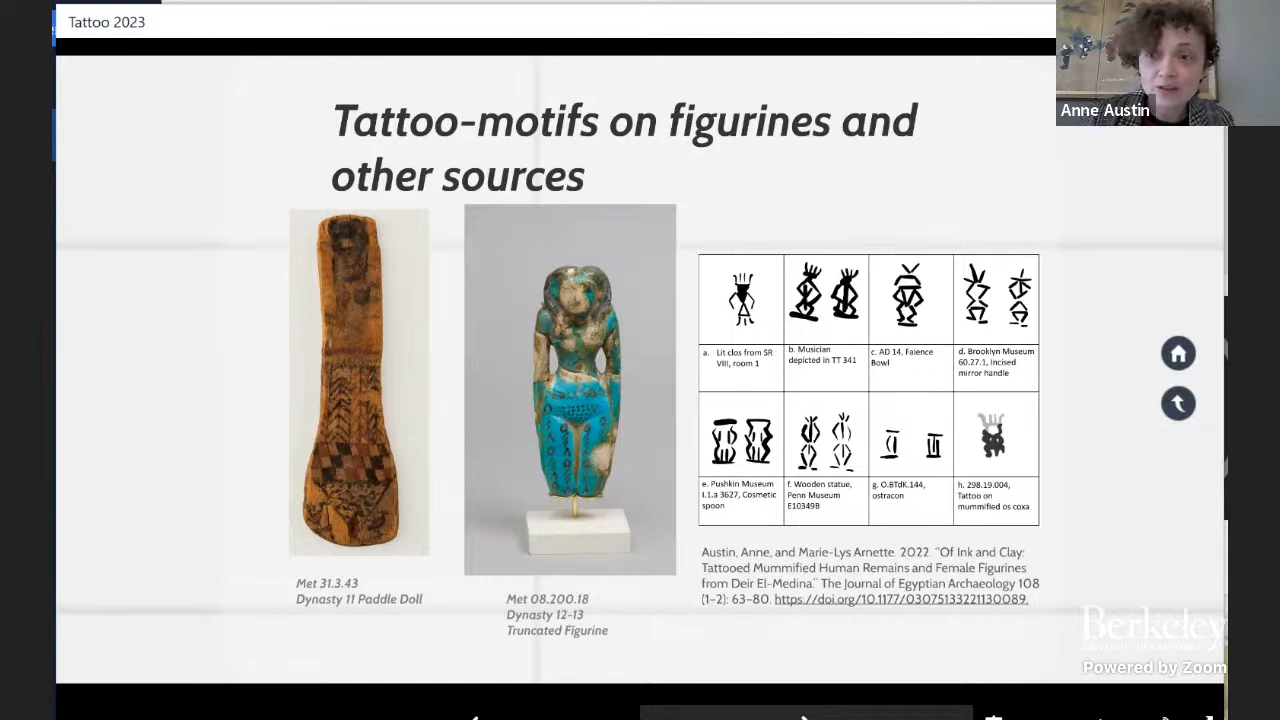 Tattoo 2023
Anne Austin
Tattoo-motifs on figurines and
other sources
a. Lit clos from SR
VIII, room 1
b. Musician
depicted in TT 341
c. AD 14, Faience
Bowl
d. Brooklyn Museum
60.27.1, Incised
mirror handle
e. Pushkin Museum
I.1.a 3627, Cosmetic
spoon
f. Wooden statue,
Penn Museum
E10349B
g. O.BTdK.144,
ostracon
h. 298.19.004,
Tattoo on
mummified os coxa
Austin, Anne, and Marie-Lys Arnette. 2022. "Of Ink and Clay:
Tattooed Mummified Human Remains and Female Figurines
from Deir El-Medina." The Journal of Egyptian Archaeology 108
(1–2): 63–80. https://doi.org/10.1177/03075133221130089.
Met 31.3.43
Dynasty 11 Paddle Doll
Met 08.200.18
Dynasty 12-13
Truncated Figurine
Berkeley
Powered by Zoom